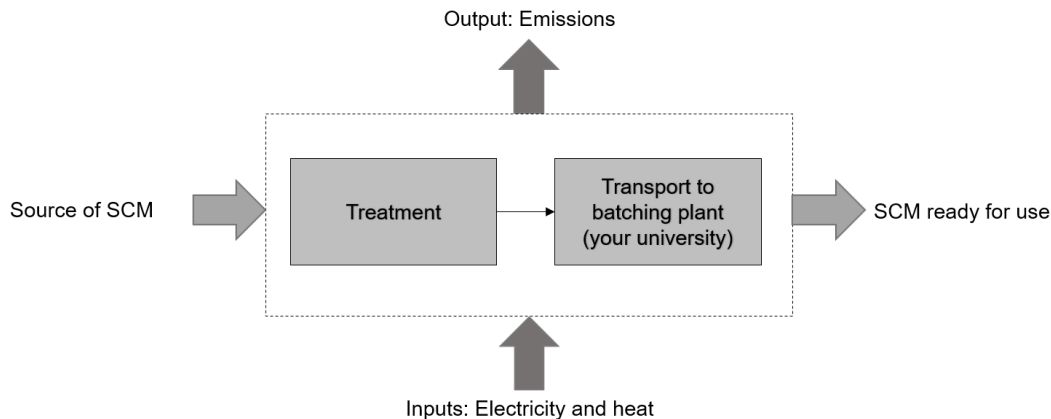 Output: Emissions
Source of SCM
Treatment
Transport to
batching plant
(your university)
SCM ready for use
Inputs: Electricity and heat